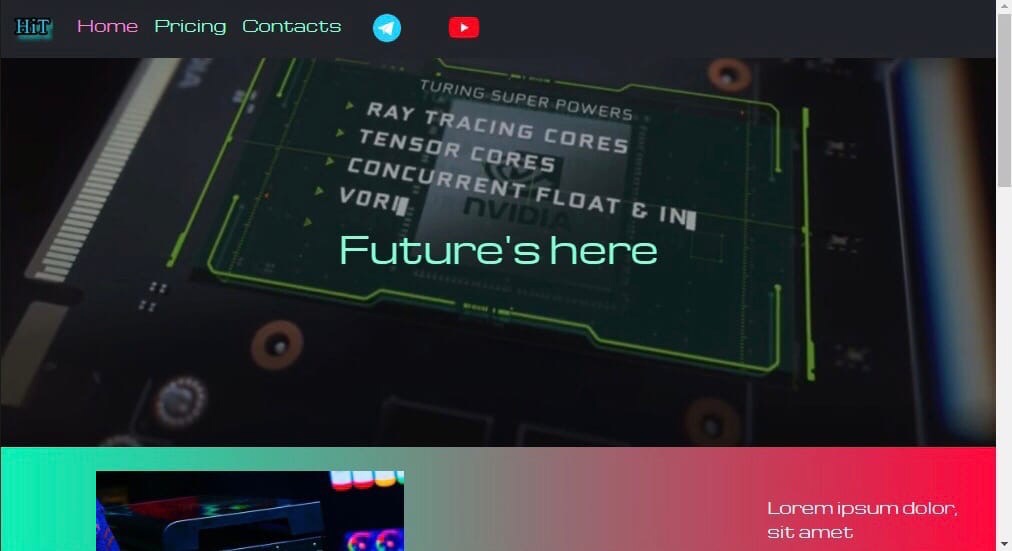 HiT Home Pricing Contacts
TURING SUPER POWERS
RAY TRACING CORES
TENSOR CORES
CONCURRENT FLOAT & IN
VORI
NVIDIA
Future's here
Lorem ipsum dolor,
sit amet